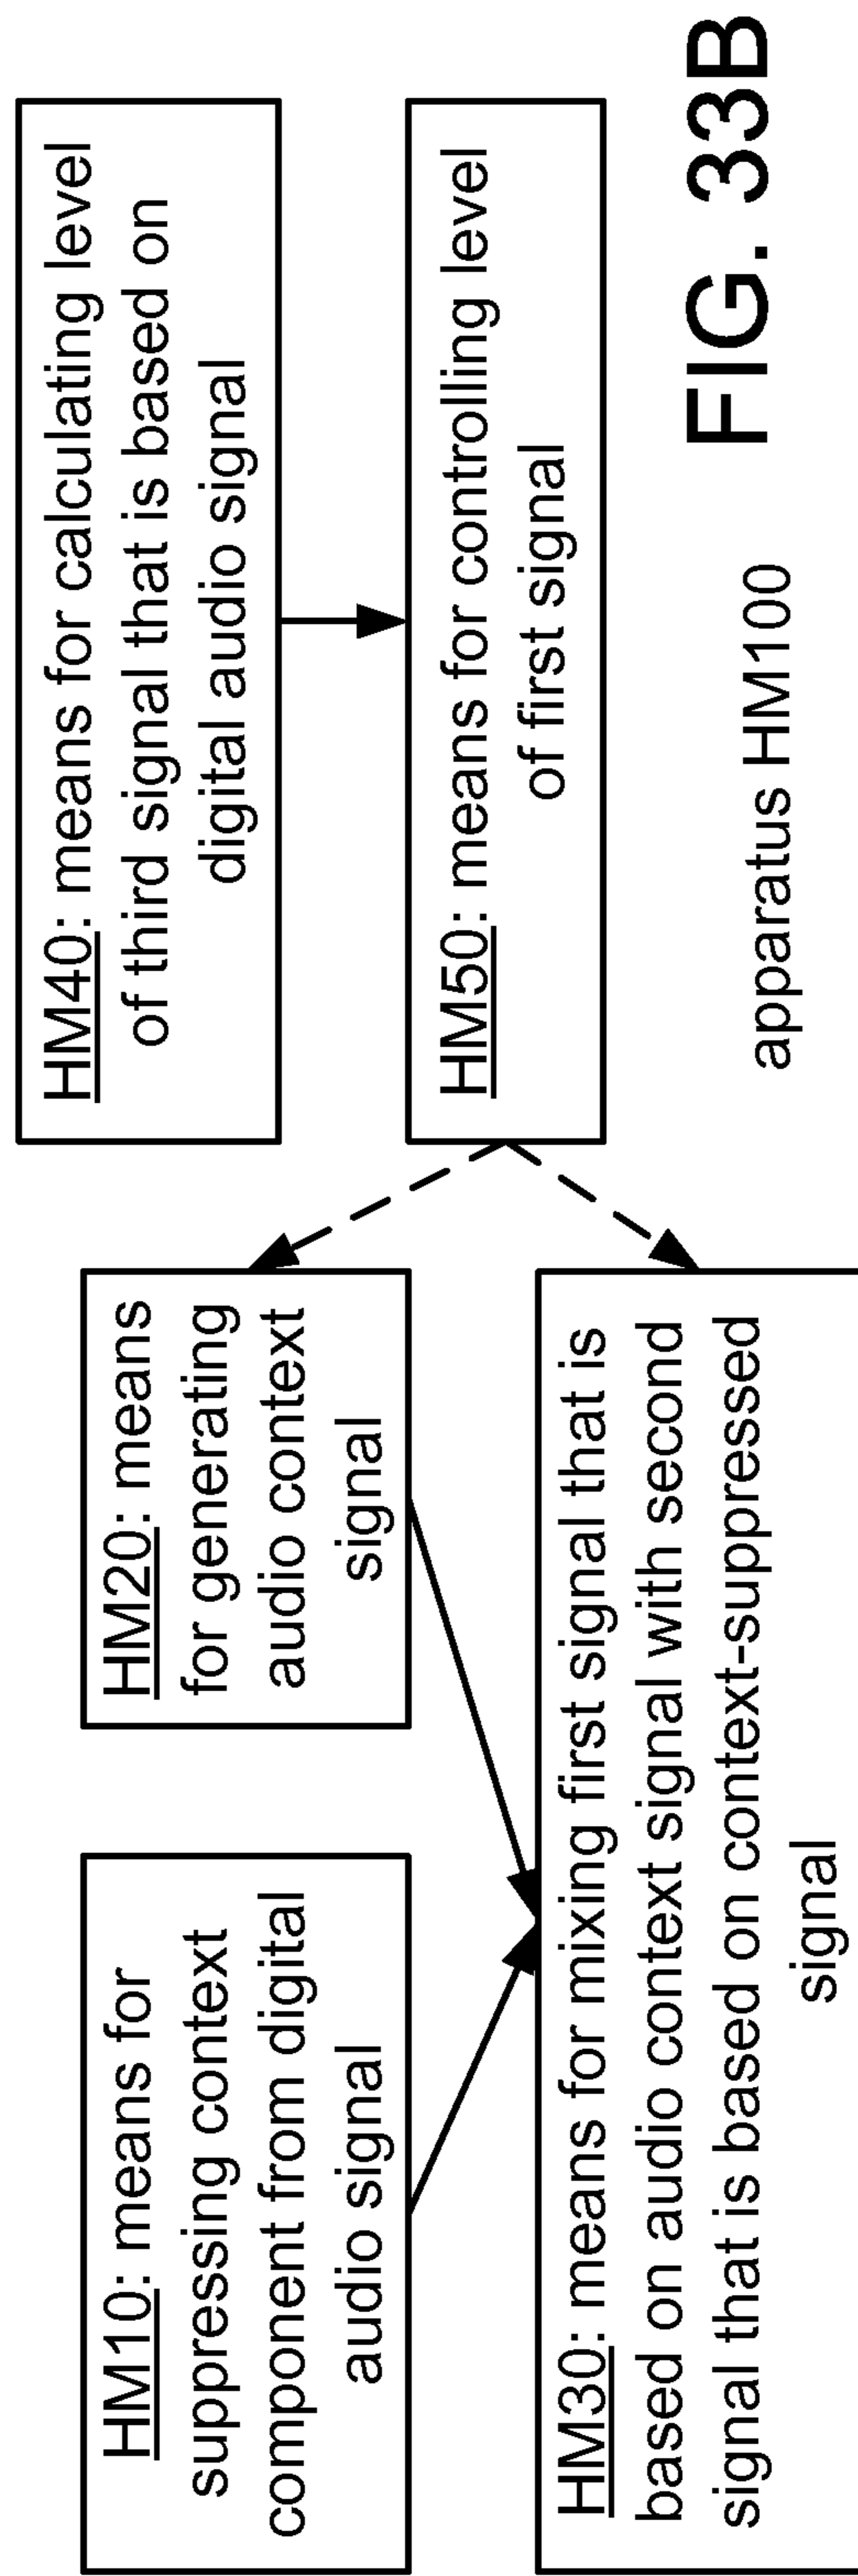 HM10: means for
suppressing context
component from digital
audio signal
HM20: means
for generating
audio context
signal
HM30: means for mixing first signal that is
based on audio context signal with second
signal that is based on context-suppressed
signal
HM40: means for calculating level
of third signal that is based on
digital audio signal
HM50: means for controlling level
of first signal
apparatus HM100
FIG. 33B